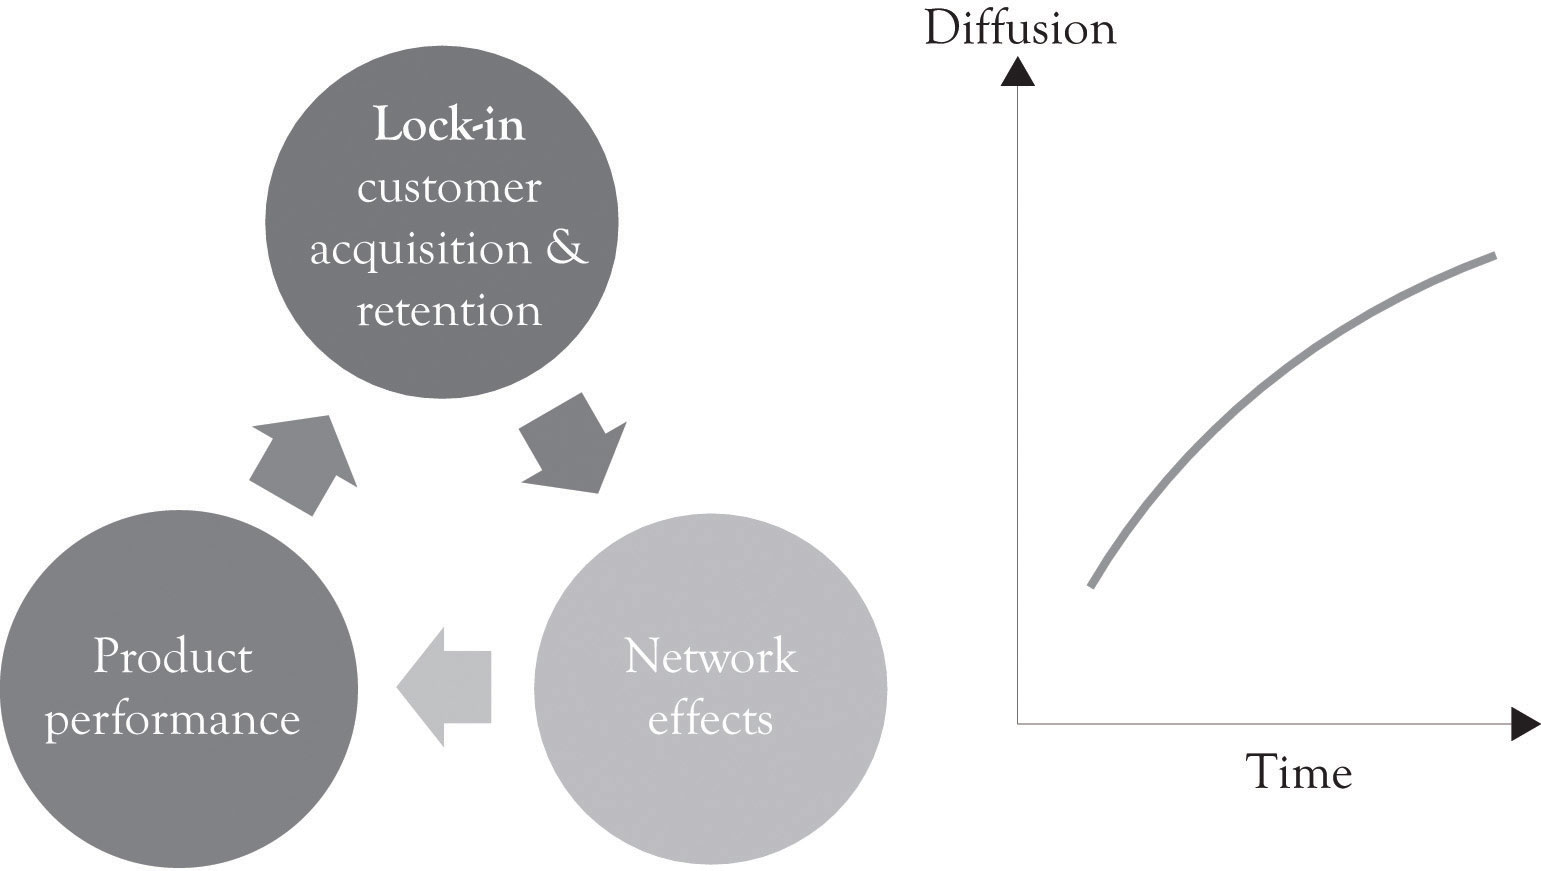 Lock-in
customer
acquisition &
retention
Product
performance
Network
effects
Diffusion
Time